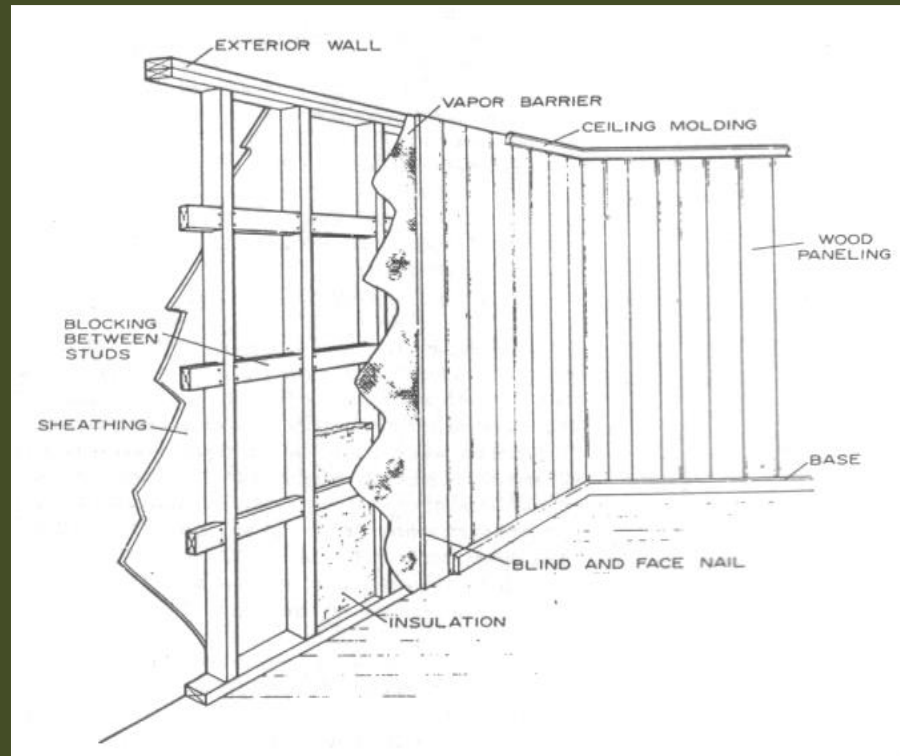 EXTERIOR WALL
VAPOR BARRIER
CEILING MOLDING
WOOD
PANELING
BLOCKING
BETWEEN
STUDS
SHEATHING
BASE
BLIND AND FACE NAIL
INSULATION